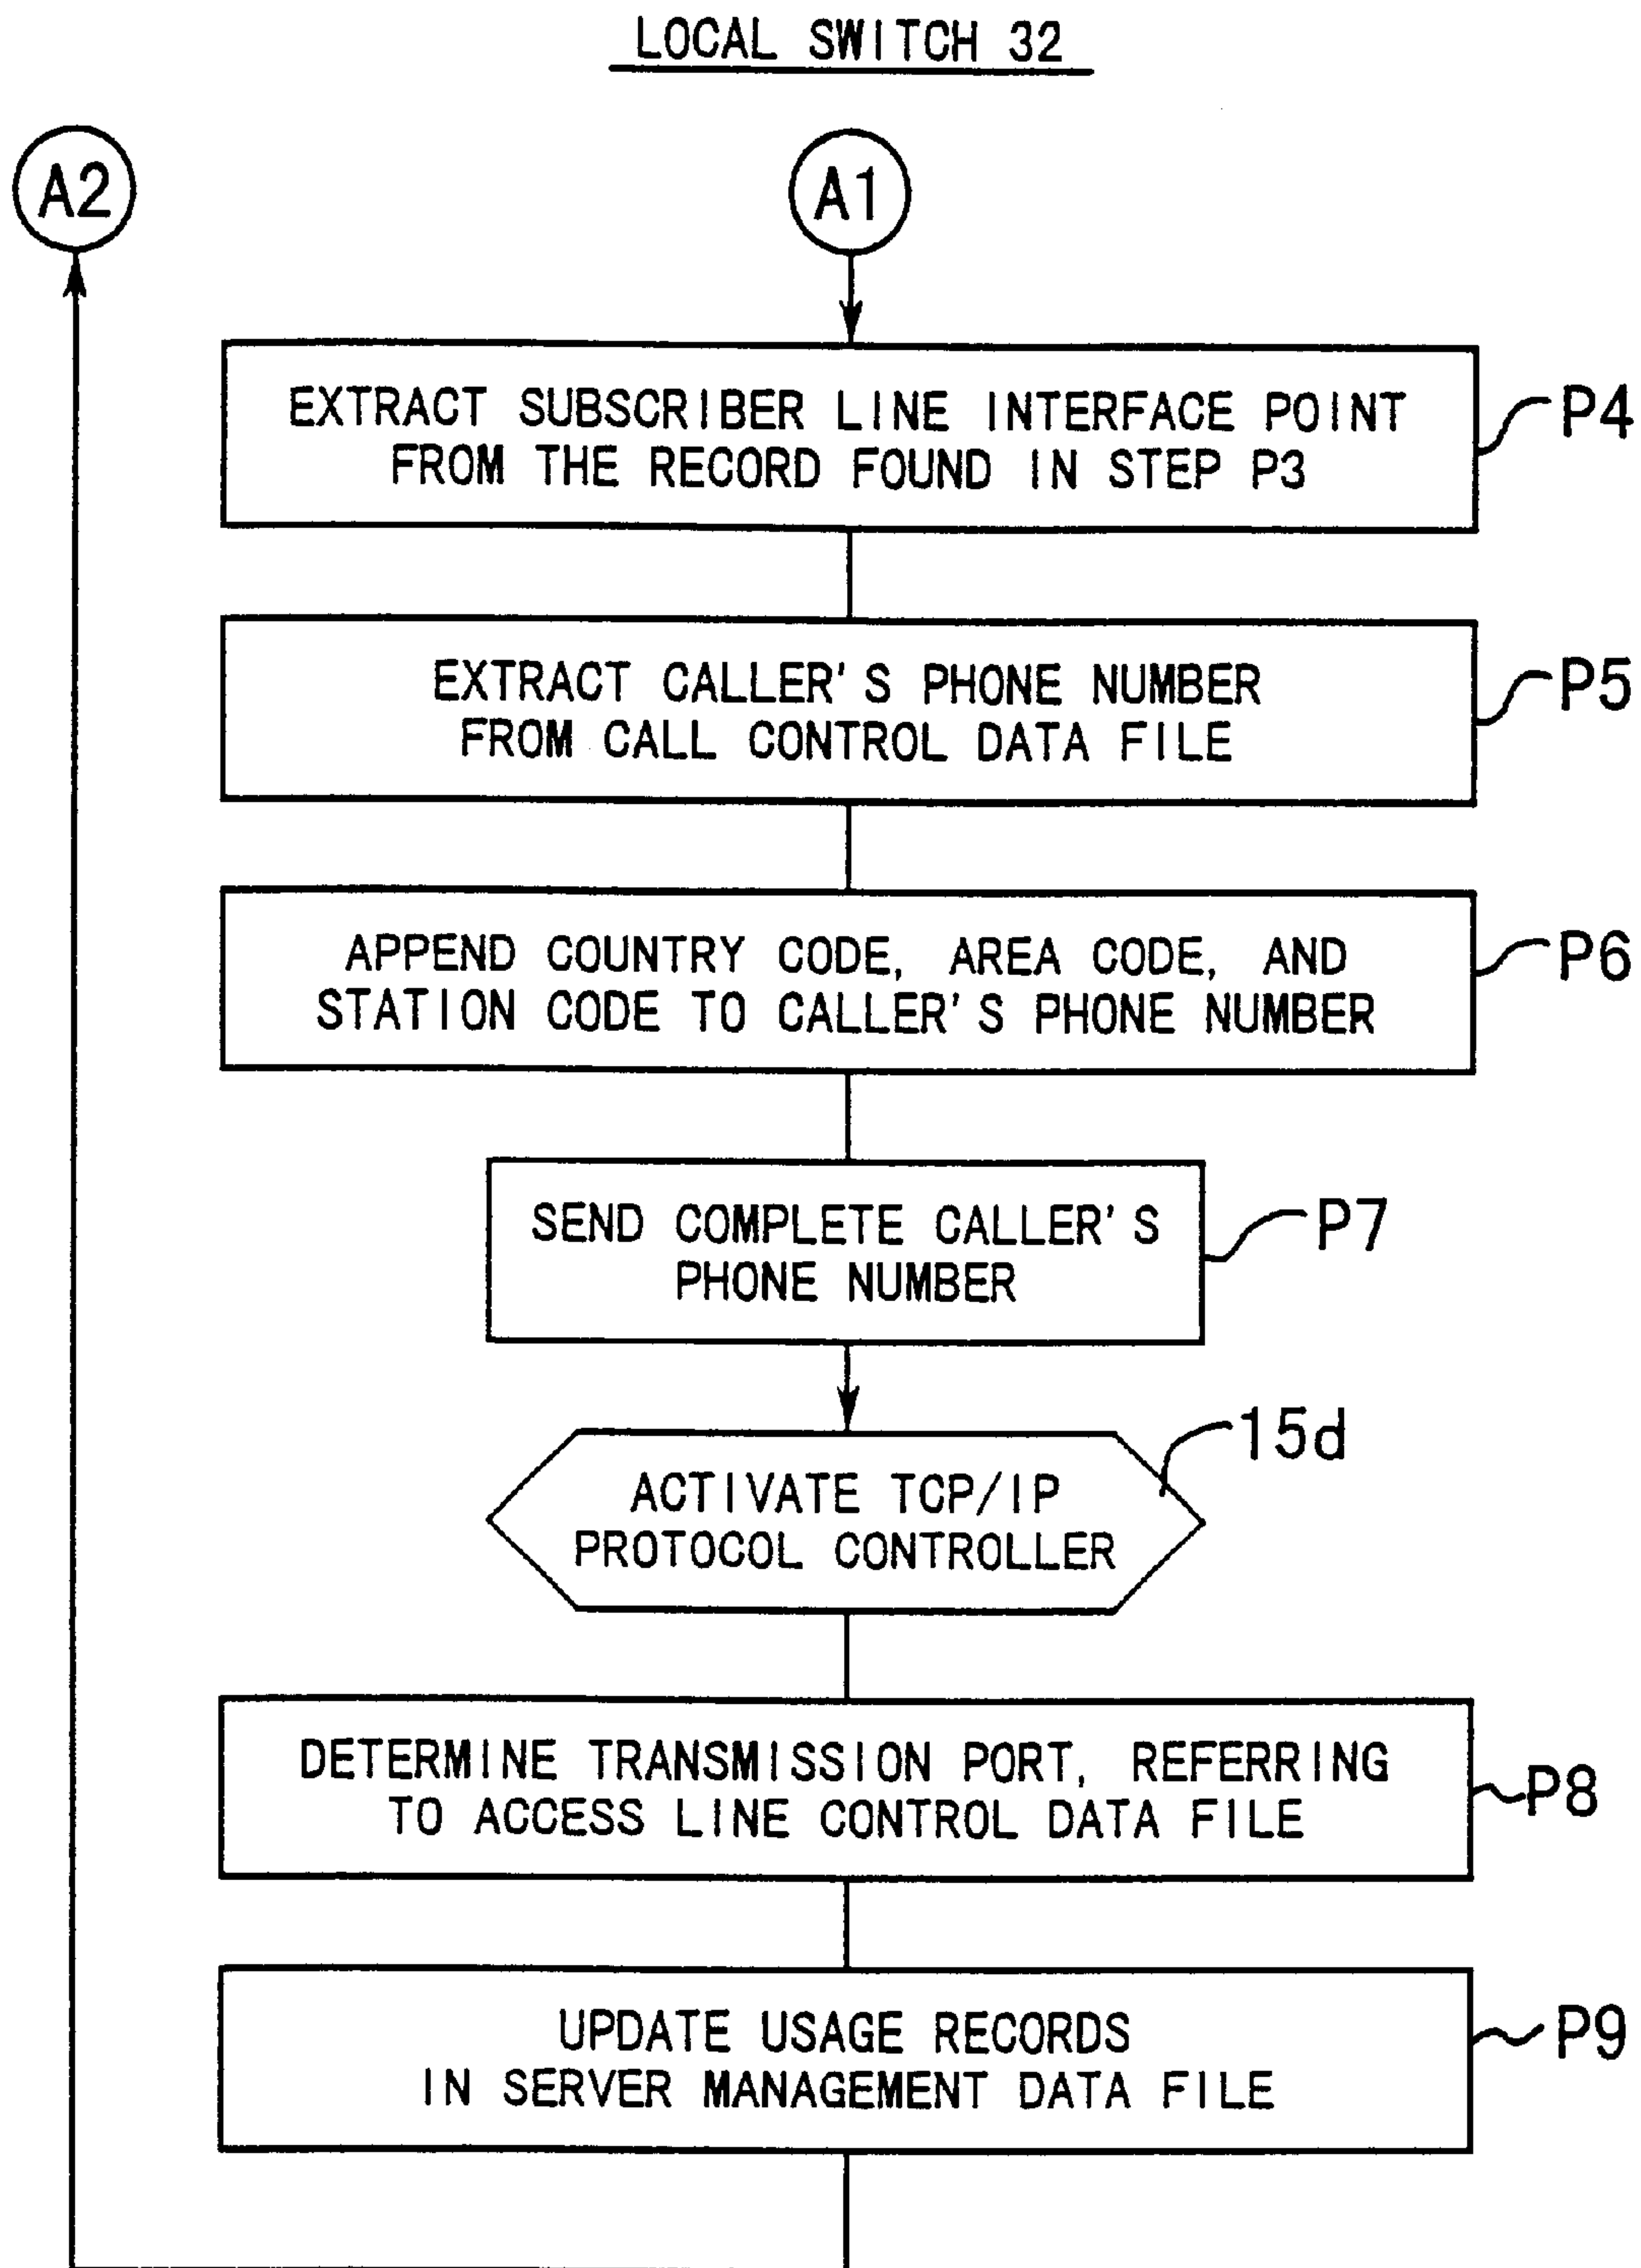 LOCAL SWITCH 32
A2
A1
EXTRACT SUBSCRIBER LINE INTERFACE POINT
FROM THE RECORD FOUND IN STEP P3
P4
EXTRACT CALLER'S PHONE NUMBER
FROM CALL CONTROL DATA FILE
P5
APPEND COUNTRY CODE, AREA CODE, AND
STATION CODE TO CALLER'S PHONE NUMBER
P6
SEND COMPLETE CALLER'S
PHONE NUMBER
P7
ACTIVATE TCP/IP
PROTOCOL CONTROLLER
15d
DETERMINE TRANSMISSION PORT, REFERRING
TO ACCESS LINE CONTROL DATA FILE
P8
UPDATE USAGE RECORDS
IN SERVER MANAGEMENT DATA FILE
P9